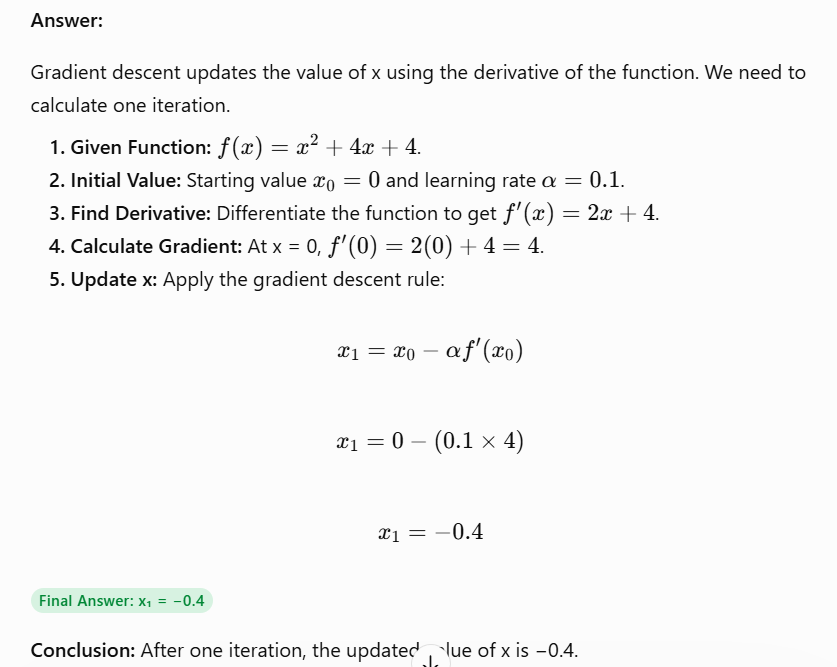 Answer:
Gradient descent updates the value of x using the derivative of the function. We need to
calculate one iteration.
1. Given Function: f(x) = x² + 4x + 4.
2. Initial Value: Starting value x₀ = 0 and learning rate α = 0.1.
3. Find Derivative: Differentiate the function to get f′(x) = 2x + 4.
4. Calculate Gradient: At x = 0, f′(0) = 2(0) + 4 = 4.
5. Update x: Apply the gradient descent rule:
x₁ = x₀ − αf′(x₀)
x₁ = 0 − (0.1 × 4)
x₁ = −0.4
Final Answer: x₁ = −0.4
Conclusion: After one iteration, the updated of x is −0.4.